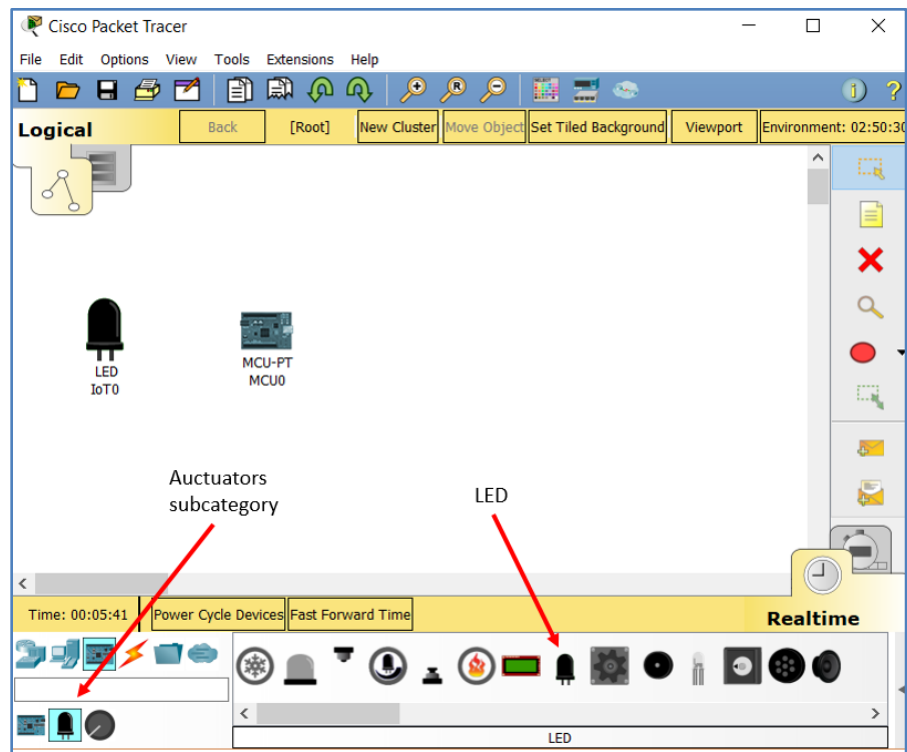 Cisco Packet Tracer
File Edit Options View Tools Extensions Help
Logical Back [Root] New Cluster Move Object Set Tiled Background Viewport Environment: 02:50:30
LED
IoT0
MCU-PT
MCU0
Auctuators
subcategory
LED
Time: 00:05:41 Power Cycle Devices Fast Forward Time Realtime
LED